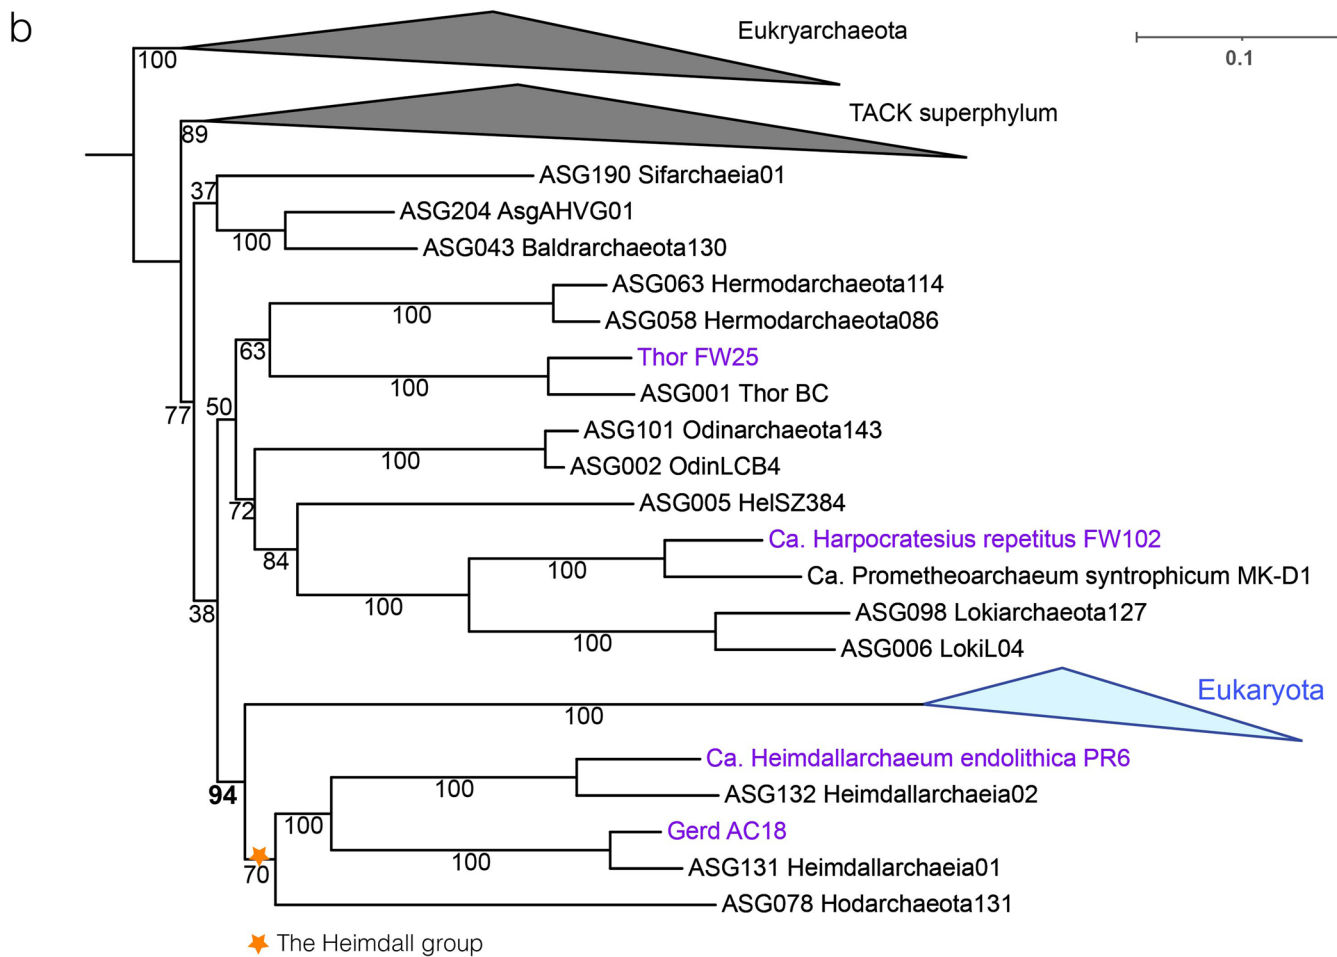 b
Eukryarchaeota
0.1
100
TACK superphylum
89
ASG190 Sifarchaeia01
37
ASG204 AsgAHVG01
100
ASG043 Baldrarchaeota130
ASG063 Hermodarchaeota114
100
ASG058 Hermodarchaeota086
63
Thor FW25
100
ASG001 Thor BC
77
50
ASG101 Odinarchaeota143
100
ASG002 OdinLCB4
72
ASG005 HelSZ384
Ca. Harpocratesius repetitus FW102
84
100
Ca. Prometheoarchaeum syntrophicum MK-D1
100
38
ASG098 Lokiarchaeota127
100
ASG006 LokiL04
Eukaryota
100
Ca. Heimdallarchaeum endolithica PR6
94
100
ASG132 Heimdallarchaeia02
100
Gerd AC18
100
ASG131 Heimdallarchaeia01
70
ASG078 Hodarchaeota131
The Heimdall group